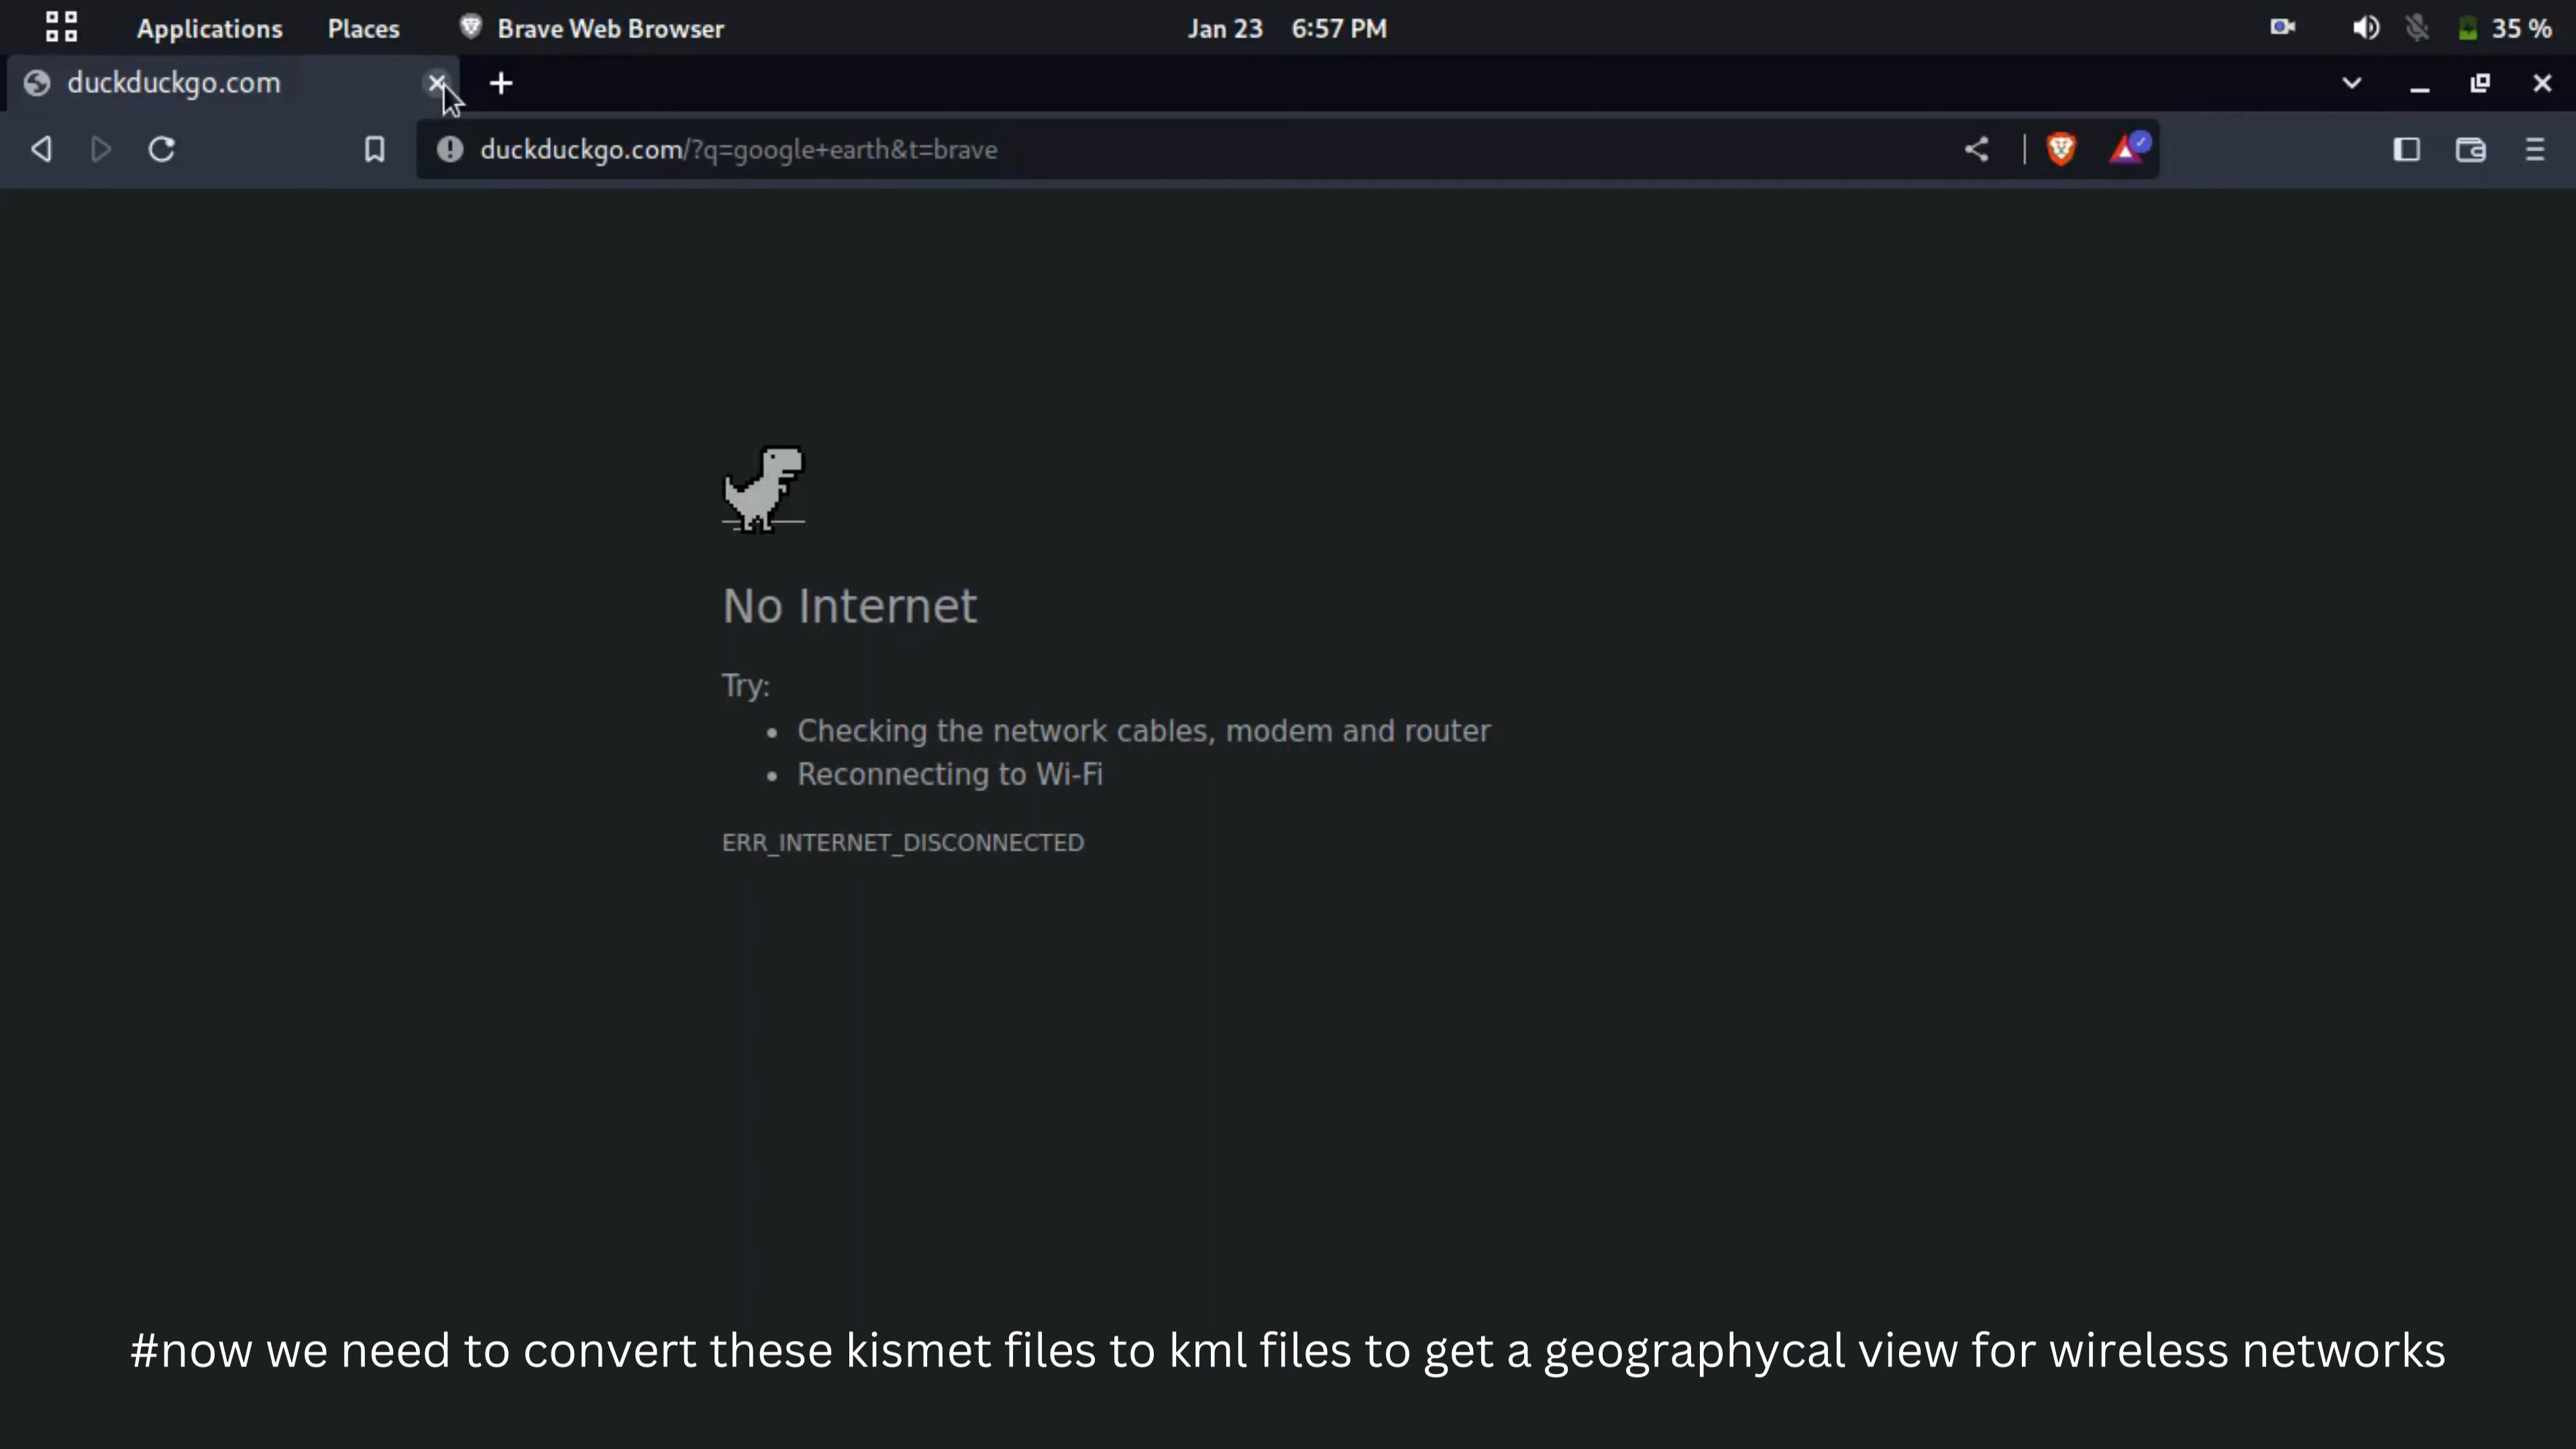 Applications Places Brave Web Browser Jan 23 6:57 PM 35 %
duckduckgo.com
duckduckgo.com/?q=google+earth&t=brave
No Internet
Try:
• Checking the network cables, modem and router
• Reconnecting to Wi-Fi
ERR_INTERNET_DISCONNECTED
#now we need to convert these kismet files to kml files to get a geographycal view for wireless networks